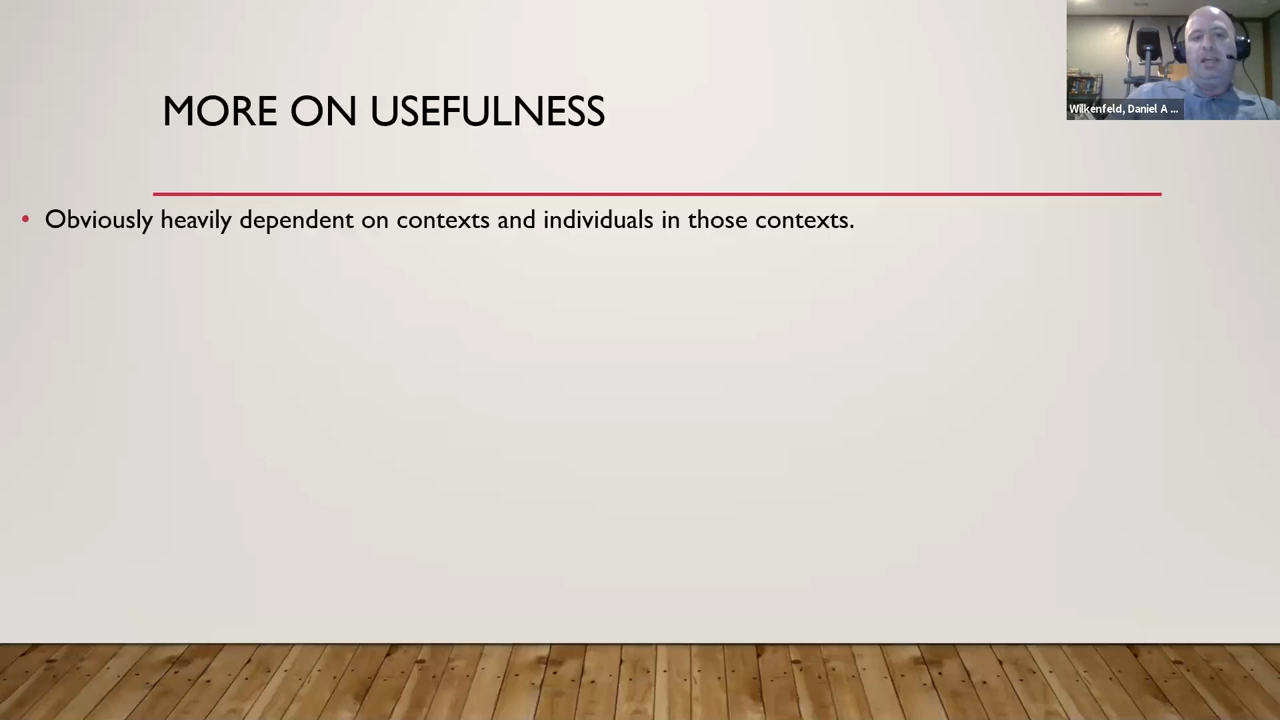 MORE ON USEFULNESS
Wilkenfeld, Daniel A ...
• Obviously heavily dependent on contexts and individuals in those contexts.